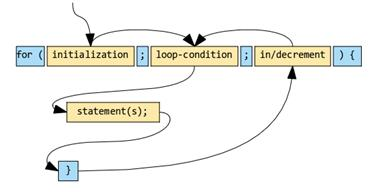 for ( initialization ; loop-condition ; in/decrement ) {
statement(s);
}